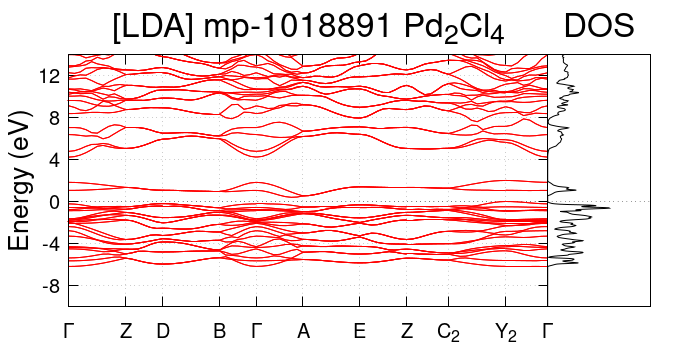 [LDA] mp-1018891 Pd₂Cl₄ DOS
Energy (eV)
12
8
4
0
-4
-8
Γ Z D B Γ A E Z C₂ Y₂ Γ